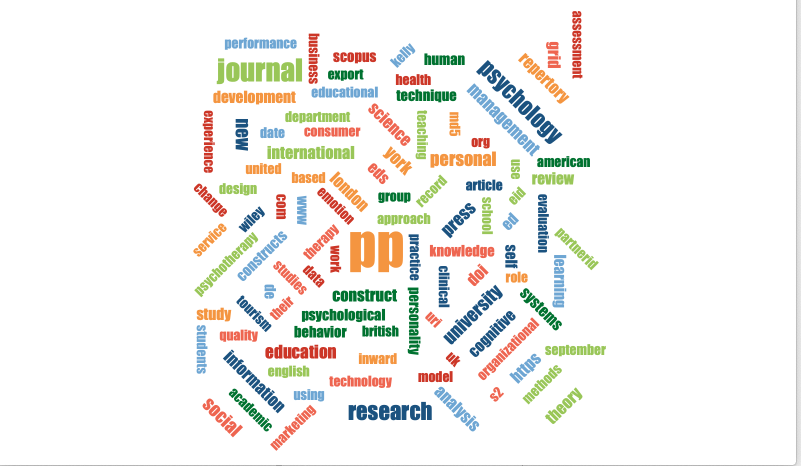 assessment
performance
business
scopus
kelly
human
grid
repertory
journal
export
health
psychology
development
educational
technique
management
experience
new
department
science
teaching
md5
date
consumer
org
international
york
personal
american
united
based
london
eds
record
article
use
review
change
design
com
www
emotion
group
eid
wiley
approach
press
school
ed
evaluation
service
psychotherapy
constructs
therapy
work
pp
practice
knowledge
self
partnerid
studies
data
clinical
doi
role
learning
de
their
construct
personality
university
systems
study
tourism
psychological
uri
cognitive
students
quality
behavior
british
organizational
education
inward
uk
https
september
information
english
technology
model
methods
academic
using
s2
theory
social
marketing
research
analysis